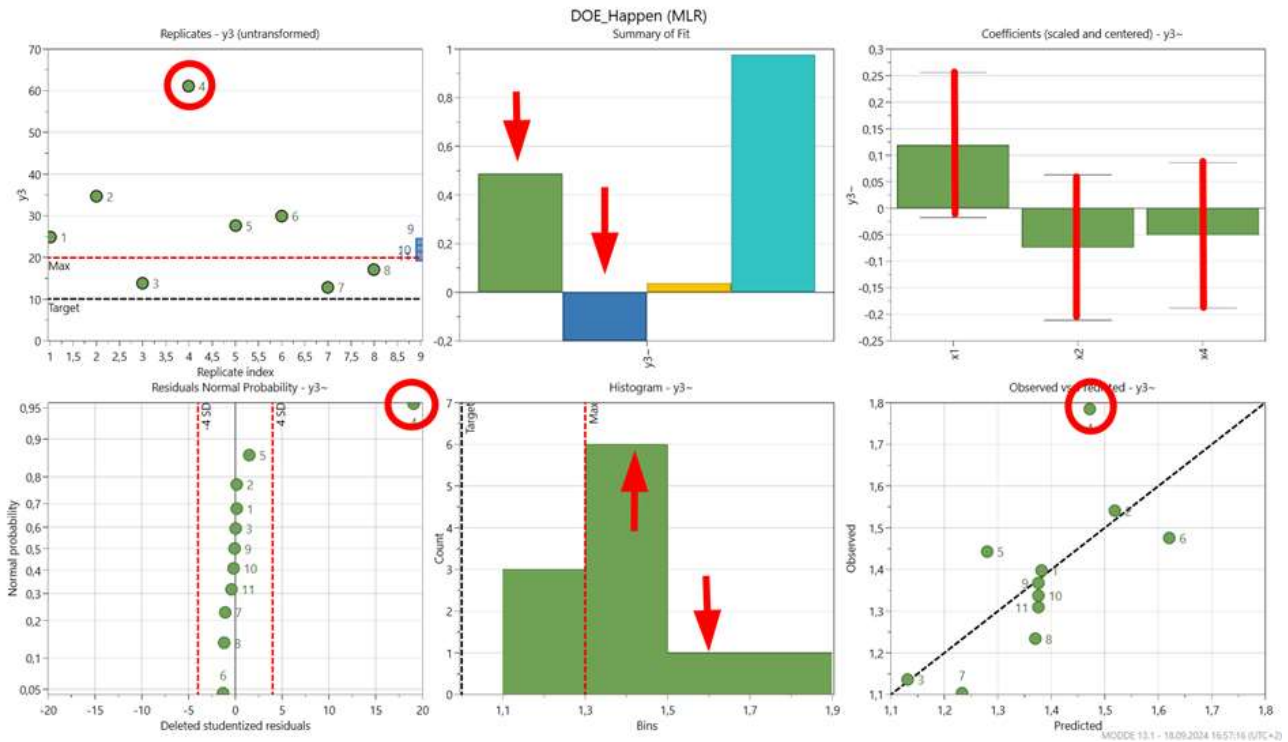 DOE_Happen (MLR)
Replicates - y3 (untransformed)
70
60
50
40
30
20
10
0
y3
1
2
3
4
5
6
7
8
9
10
Max
Target
1 1,5 2 2,5 3 3,5 4 4,5 5 5,5 6 6,5 7 7,5 8 8,5 9
Replicate index
Summary of Fit
1
0,8
0,6
0,4
0,2
0
-0,2
y3~
Coefficients (scaled and centered) - y3~
0,3
0,25
0,2
0,15
0,1
0,05
0
-0,05
-0,1
-0,15
-0,2
-0,25
y3~
x1 x2 x4
Residuals Normal Probability - y3~
0,95
0,9
0,8
0,7
0,6
0,5
0,4
0,3
0,2
0,1
0,05
Normal probability
-4 SD
4 SD
4
5
2
1
3
9
10
11
7
8
6
-20 -15 -10 -5 0 5 10 15 20
Deleted studentized residuals
Histogram - y3~
7
6
5
4
3
2
1
0
Count
Target
Max
1,1 1,3 1,5 1,7 1,9
Bins
Observed vs. Predicted - y3~
1,8
1,7
1,6
1,5
1,4
1,3
1,2
1,1
Observed
4
2
6
5
1
9
10
11
8
3
7
1,1 1,2 1,3 1,4 1,5 1,6 1,7 1,8
Predicted
MODDE 13.1 - 18.09.2024 16:57:16 (UTC+2)